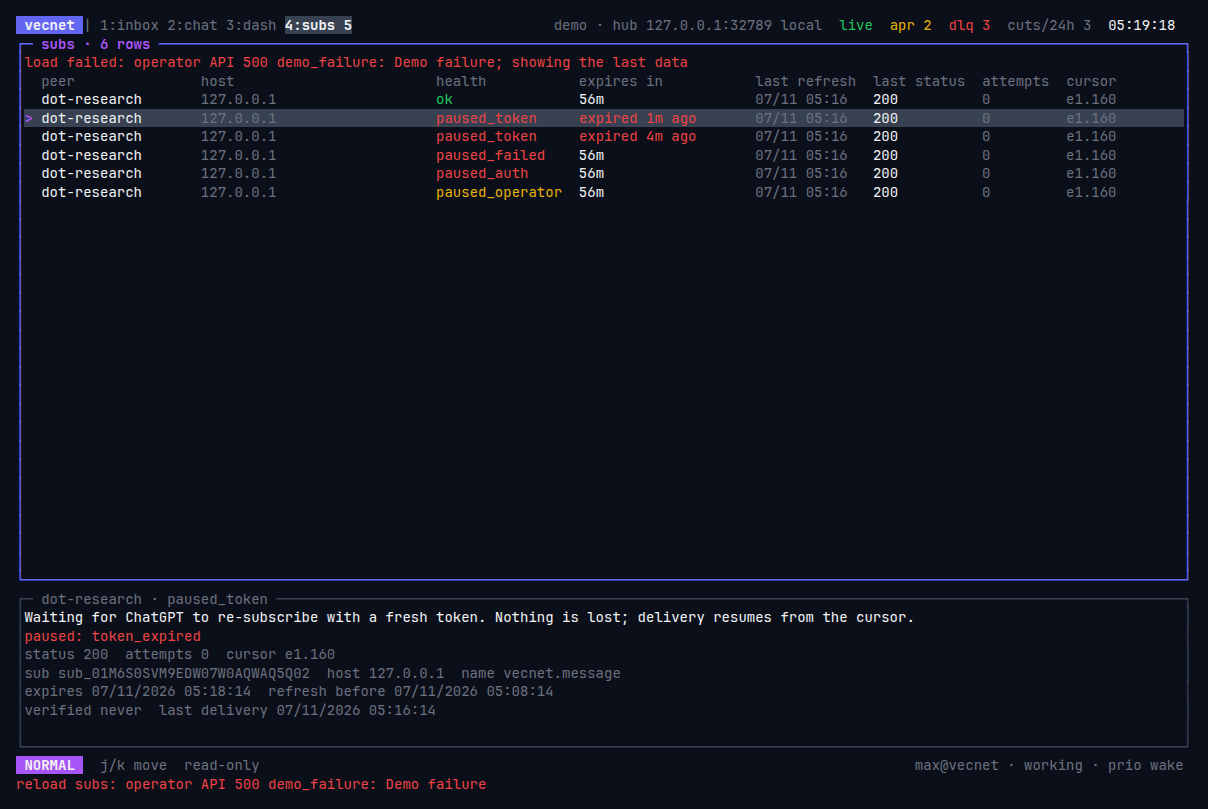 vecnet | 1:inbox 2:chat 3:dash 4:subs 5 demo · hub 127.0.0.1:32789 local live apr 2 dlq 3 cuts/24h 3 05:19:18
subs · 6 rows
load failed: operator API 500 demo_failure: Demo failure; showing the last data
peer host health expires in last refresh last status attempts cursor
dot-research 127.0.0.1 ok 56m 07/11 05:16 200 0 e1.160
> dot-research 127.0.0.1 paused_token expired 1m ago 07/11 05:16 200 0 e1.160
dot-research 127.0.0.1 paused_token expired 4m ago 07/11 05:16 200 0 e1.160
dot-research 127.0.0.1 paused_failed 56m 07/11 05:16 200 0 e1.160
dot-research 127.0.0.1 paused_auth 56m 07/11 05:16 200 0 e1.160
dot-research 127.0.0.1 paused_operator 56m 07/11 05:16 200 0 e1.160
dot-research · paused_token
Waiting for ChatGPT to re-subscribe with a fresh token. Nothing is lost; delivery resumes from the cursor.
paused: token_expired
status 200 attempts 0 cursor e1.160
sub sub_01M6S0SVM9EDW07W0AQWAQ5Q02 host 127.0.0.1 name vecnet.message
expires 07/11/2026 05:18:14 refresh before 07/11/2026 05:08:14
verified never last delivery 07/11/2026 05:16:14
NORMAL j/k move read-only max@vecnet · working · prio wake
reload subs: operator API 500 demo_failure: Demo failure